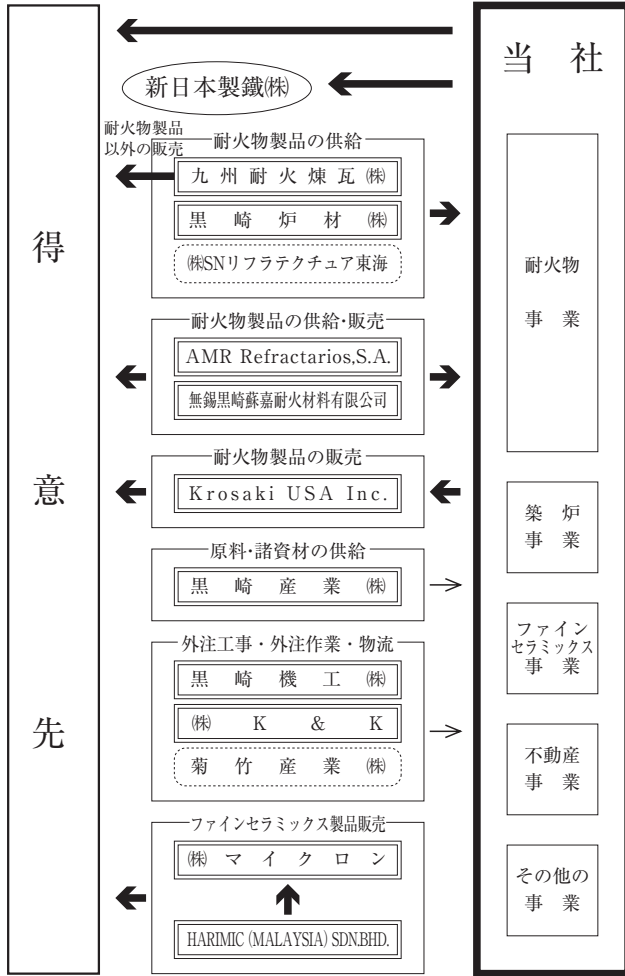 当社
新日本製鐵㈱
耐火物製品
以外の販売
得意先
耐火物製品の供給
九州耐火煉瓦㈱
黒崎炉材㈱
㈱SNリフラテクチュア東海
耐火物製品の供給・販売
AMR Refractarios,S.A.
無錫黒崎蘇嘉耐火材料有限公司
耐火物製品の販売
Krosaki USA Inc.
原料・諸資材の供給
黒崎産業㈱
外注工事・外注作業・物流
黒崎機工㈱
㈱K&K
菊竹産業㈱
ファインセラミックス製品販売
㈱マイクロン
HARIMIC (MALAYSIA) SDN.BHD.
耐火物
事業
築炉
事業
ファイン
セラミックス
事業
不動産
事業
その他の
事業